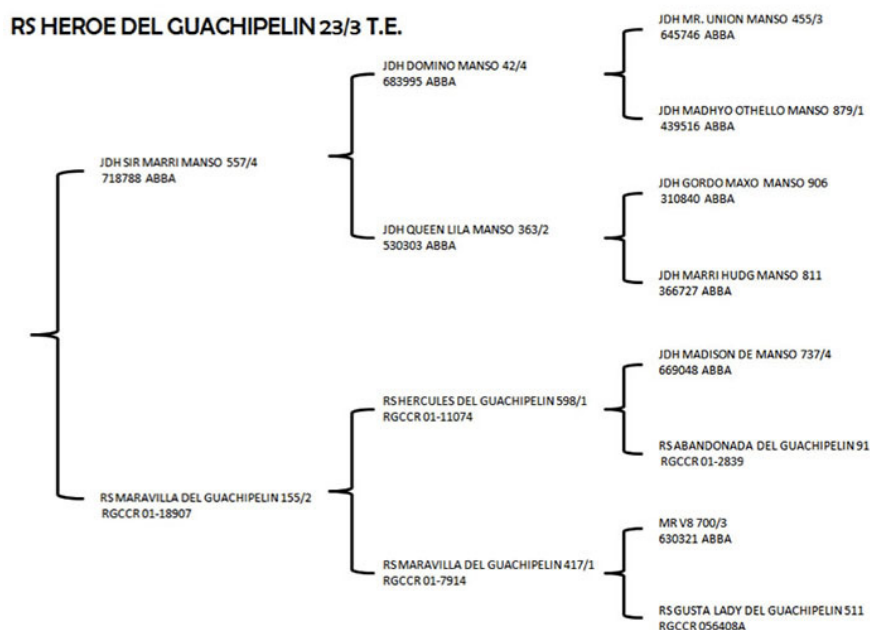 RS HEROE DEL GUACHIPELIN 23/3 T.E.
JDH SIR MARRI MANSO 557/4
718788 ABBA
RS MARAVILLA DEL GUACHIPELIN 155/2
RGCCR 01-18907
JDH DOMINO MANSO 42/4
683995 ABBA
JDH QUEEN LILA MANSO 363/2
530303 ABBA
RS HERCULES DEL GUACHIPELIN 598/1
RGCCR 01-11074
RS MARAVILLA DEL GUACHIPELIN 417/1
RGCCR 01-7914
JDH MR. UNION MANSO 455/3
645746 ABBA
JDH MADHYO OTHELLO MANSO 879/1
439516 ABBA
JDH GORDO MAXO MANSO 906
310840 ABBA
JDH MARRI HUDG MANSO 811
366727 ABBA
JDH MADISON DE MANSO 737/4
669048 ABBA
RS ABANDONADA DEL GUACHIPELIN 91
RGCCR 01-2839
MR V8 700/3
630321 ABBA
RS GUSTA LADY DEL GUACHIPELIN 511
RGCCR 056408A